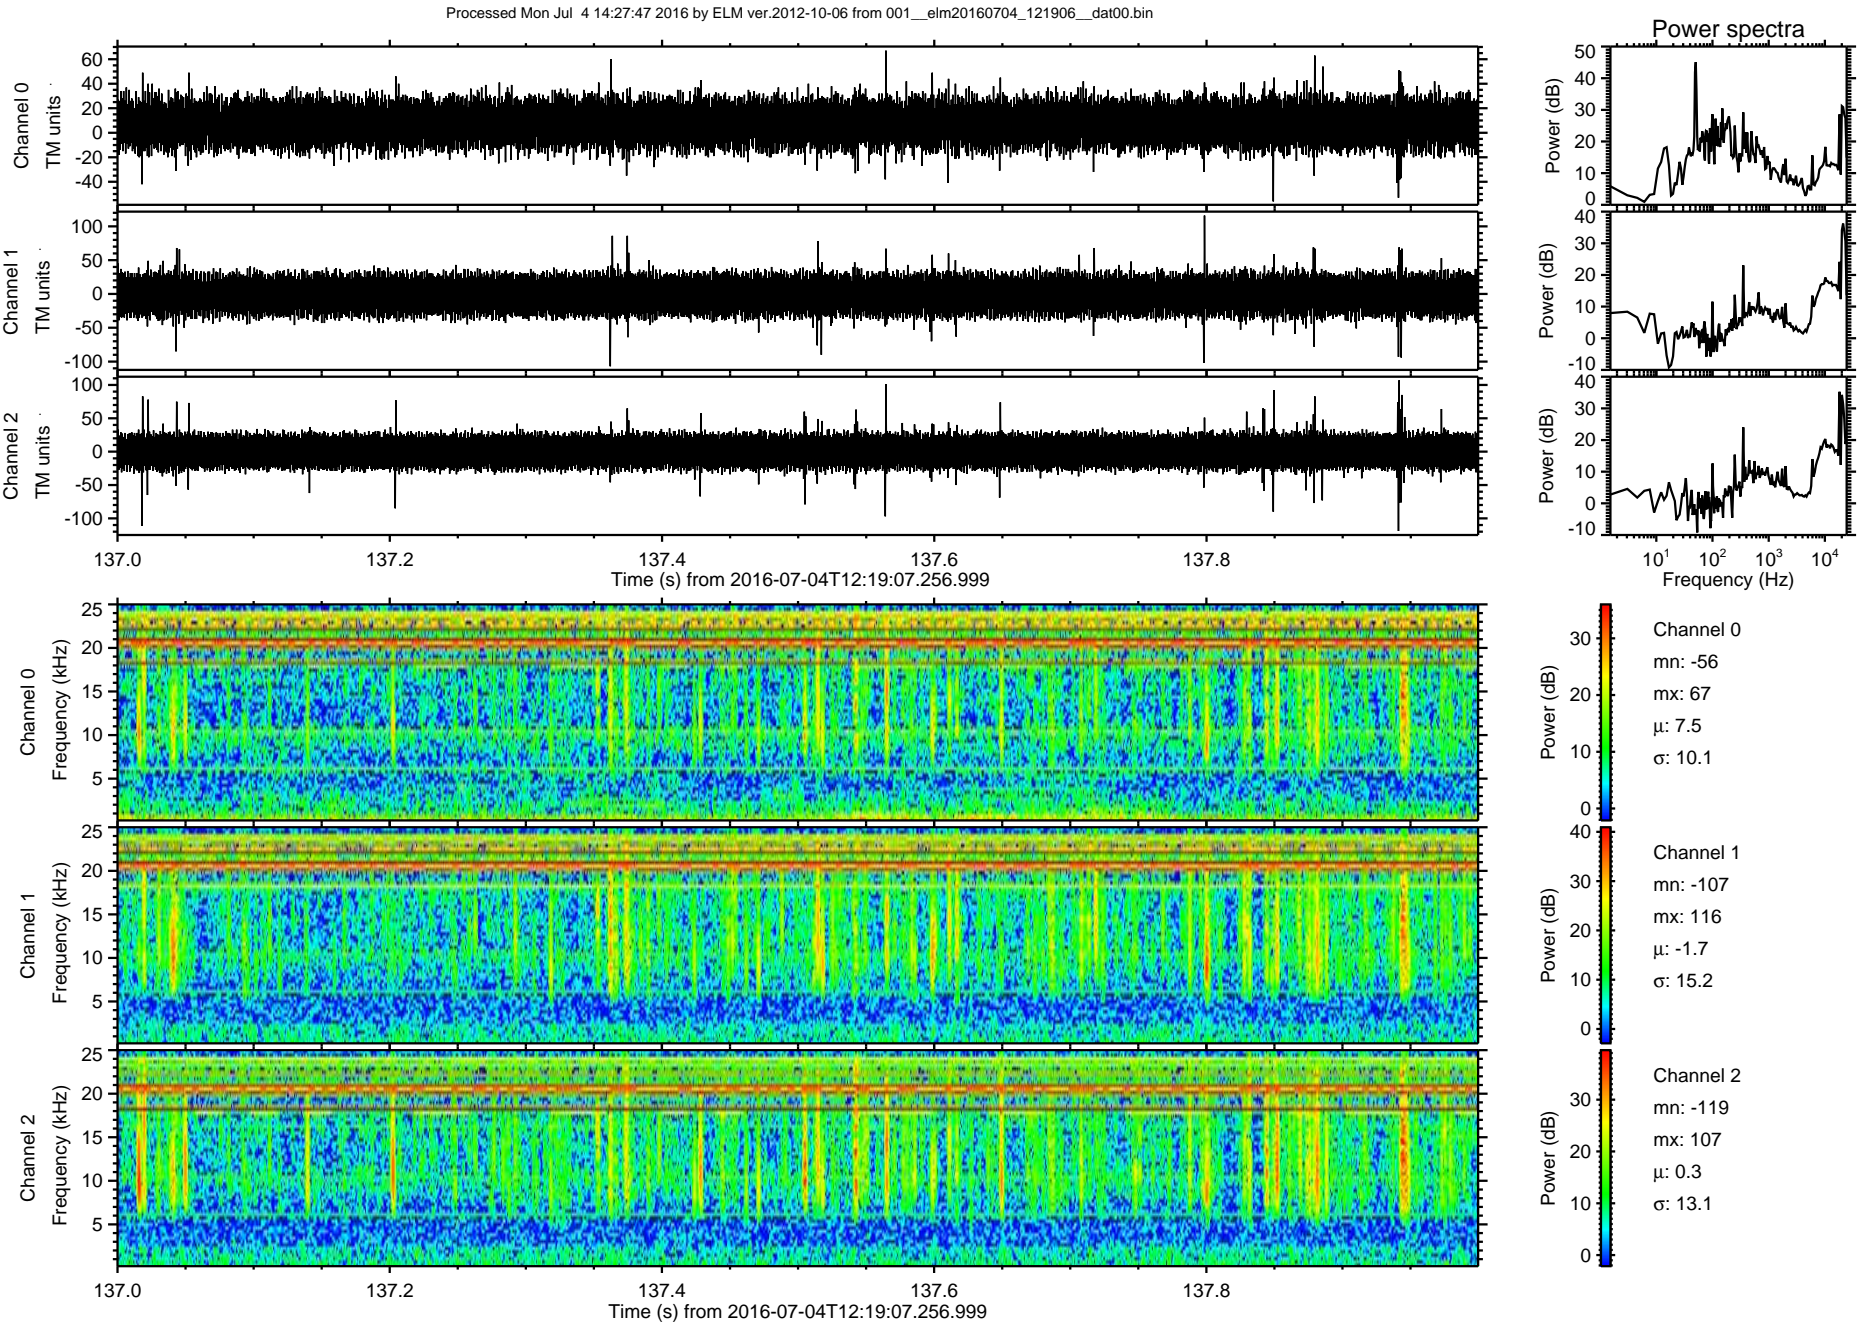 Processed Mon Jul  4 14:27:47 2016 by ELM ver.2012-10-06 from 001__elm20160704_121906__dat00.bin
Power spectra
Channel 0
TM units
60
40
20
0
-20
-40
Power (dB)
50
40
30
20
10
0
Channel 1
TM units
100
50
0
-50
-100
Power (dB)
40
30
20
10
0
-10
Channel 2
TM units
100
50
0
-50
-100
Power (dB)
40
30
20
10
0
-10
137.0 137.2 137.4 137.6 137.8
Time (s) from 2016-07-04T12:19:07.256.999
10^1 10^2 10^3 10^4
Frequency (Hz)
Channel 0
Frequency (kHz)
25
20
15
10
5
Power (dB)
30
20
10
0
Channel 0
mn: -56
mx: 67
μ: 7.5
σ: 10.1
Channel 1
Frequency (kHz)
25
20
15
10
5
Power (dB)
40
30
20
10
0
Channel 1
mn: -107
mx: 116
μ: -1.7
σ: 15.2
Channel 2
Frequency (kHz)
25
20
15
10
5
Power (dB)
30
20
10
0
Channel 2
mn: -119
mx: 107
μ: 0.3
σ: 13.1
137.0 137.2 137.4 137.6 137.8
Time (s) from 2016-07-04T12:19:07.256.999